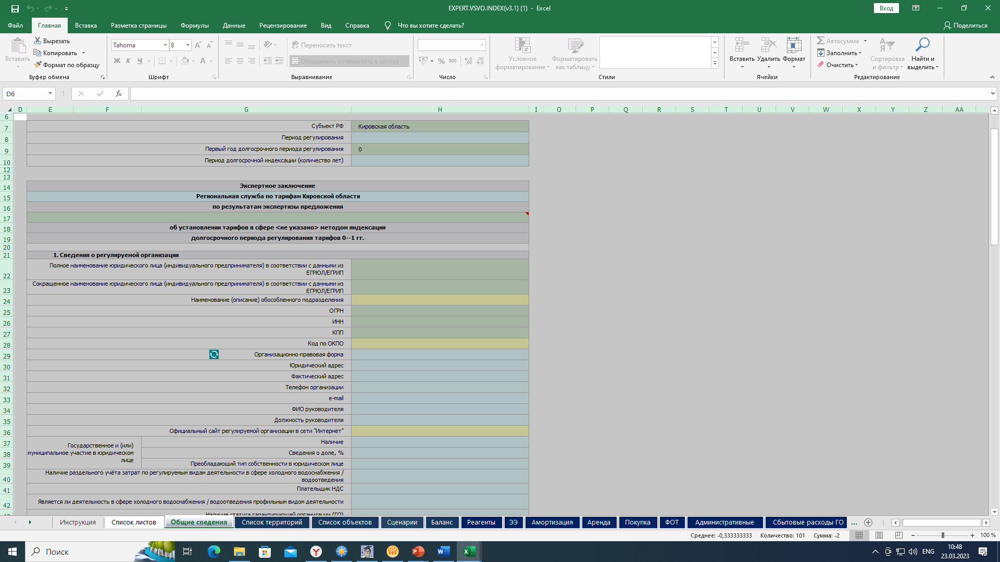 EXPERT.VSVO.INDEX(v3.1) (1) - Excel
Вход
Файл Главная Вставка Разметка страницы Формулы Данные Рецензирование Вид Справка Что вы хотите сделать? Поделиться
Вставить
Вырезать
Копировать
Формат по образцу
Буфер обмена
Tahoma 8
Ж К Ч
Шрифт
Переносить текст
Объединить и поместить в центре
Выравнивание
% 000
Число
Условное форматирование
Форматировать как таблицу
Стили
Вставить Удалить Формат
Ячейки
Автосумма
Заполнить
Очистить
Сортировка и фильтр
Найти и выделить
Редактирование
D6 fx
D E F G H I O P Q R S T U V W X Y Z AA
6
7 Субъект РФ Кировская область
8 Период регулирования
9 Первый год долгосрочного периода регулирования 0
10 Период долгосрочной индексации (количество лет)
12
13
14 Экспертное заключение
15 Региональная служба по тарифам Кировской области
16 по результатам экспертизы предложения
17
18 об установлении тарифов в сфере <не указано> методом индексации
19 долгосрочного периода регулирования тарифов 0--1 гг.
20
21 1. Сведения о регулируемой организации
22 Полное наименование юридического лица (индивидуального предпринимателя) в соответствии с данными из
ЕГРЮЛ/ЕГРИП
23 Сокращенное наименование юридического лица (индивидуального предпринимателя) в соответствии с данными из
ЕГРЮЛ/ЕГРИП
24 Наименование (описание) обособленного подразделения
25 ОГРН
26 ИНН
27 КПП
28 Код по ОКПО
29 Организационно-правовая форма
30 Юридический адрес
31 Фактический адрес
32 Телефон организации
33 e-mail
34 ФИО руководителя
35 Должность руководителя
36 Официальный сайт регулируемой организации в сети "Интернет"
Государственное и (или)
муниципальное участие в юридическом
лице
37 Наличие
38 Сведения о доле, %
39 Преобладающий тип собственности в юридическом лице
40 Наличие раздельного учёта затрат по регулируемым видам деятельности в сфере холодного водоснабжения /
водоотведения
41 Плательщик НДС
42 Является ли деятельность в сфере холодного водоснабжения / водоотведения профильным видом деятельности
Наличие статуса гарантирующей организации (ГО)
Инструкция Список листов Общие сведения Список территорий Список объектов Сценарии Баланс Реагенты ЭЭ Амортизация Аренда Покупка ФОТ Административные Сбытовые расходы ГО ...
Среднее: -0,333333333 Количество: 101 Сумма: -2 100 %
Поиск
ENG
10:48
23.03.2023